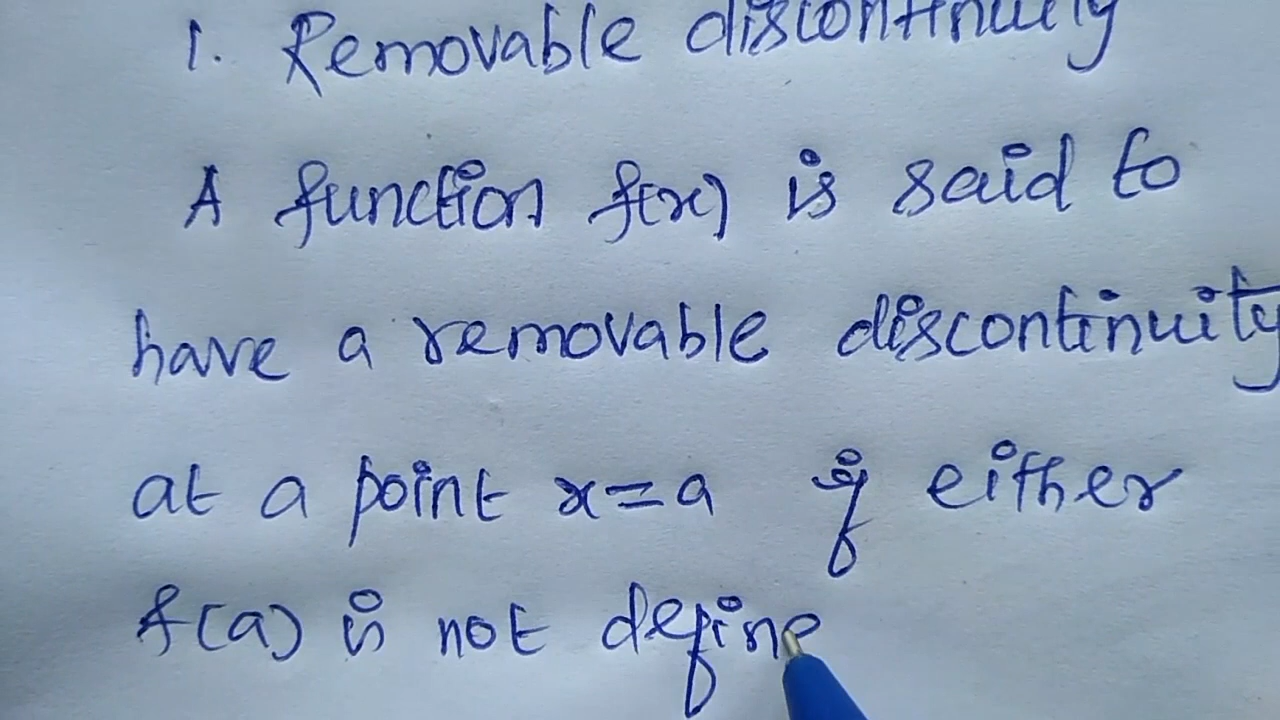 1. Removable discontinuity
A function f(x) is said to
have a removable discontinuity
at a point x=a if either
f(a) is not define